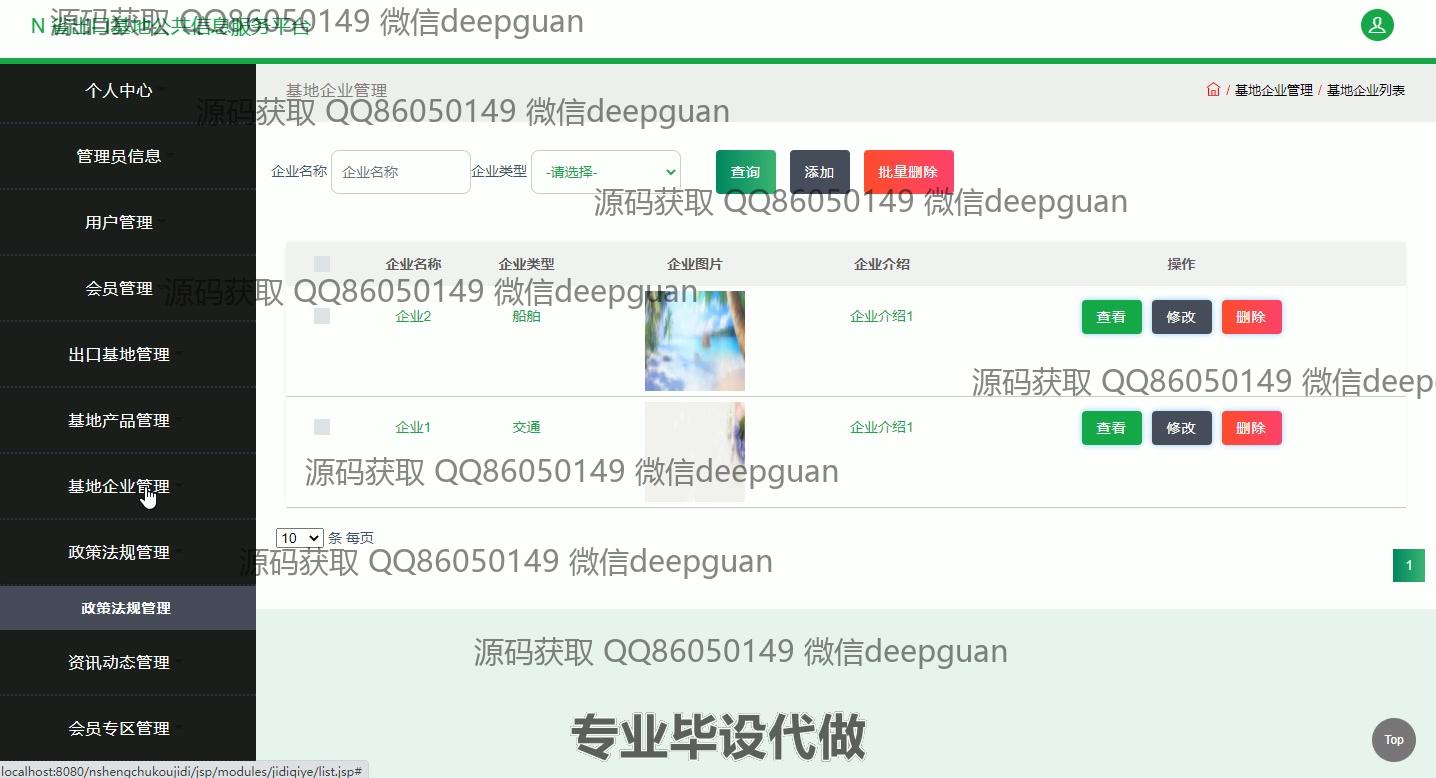 N 省出口基地公共信息服务平台
源码获取 QQ86050149 微信deepguan
个人中心
管理员信息
用户管理
会员管理
出口基地管理
基地产品管理
基地企业管理
政策法规管理
政策法规管理
资讯动态管理
会员专区管理
基地企业管理
/ 基地企业管理 / 基地企业列表
源码获取 QQ86050149 微信deepguan
企业名称 企业名称 企业类型 -请选择- 查询 添加 批量删除
源码获取 QQ86050149 微信deepguan
企业名称 企业类型 企业图片 企业介绍 操作
源码获取 QQ86050149 微信deepguan
企业2 船舶 企业介绍1 查看 修改 删除
源码获取 QQ86050149 微信deep
企业1 交通 企业介绍1 查看 修改 删除
源码获取 QQ86050149 微信deepguan
10 条 每页
源码获取 QQ86050149 微信deepguan
1
源码获取 QQ86050149 微信deepguan
专业毕设代做
Top
localhost:8080/nshengchukoujidi/jsp/modules/jidiqiye/list.jsp#